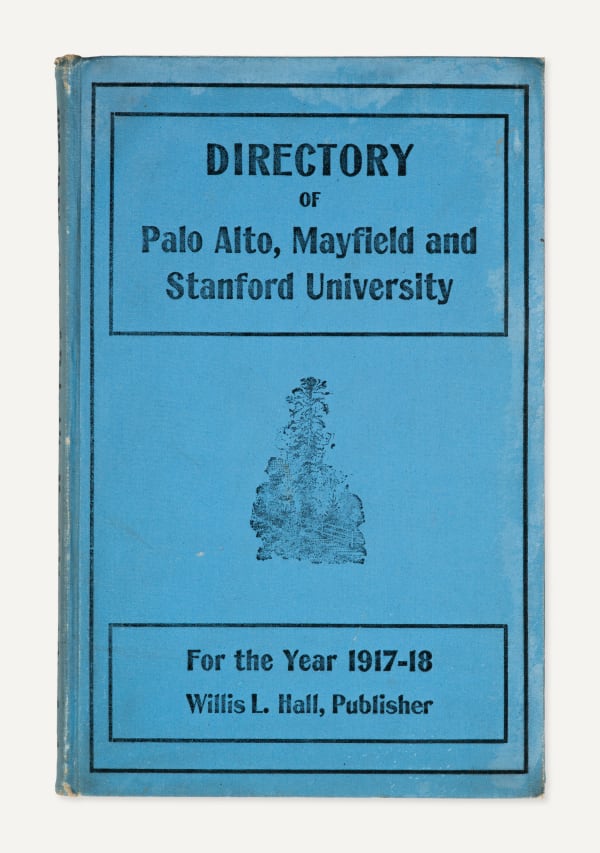 DIRECTORY
OF
Palo Alto, Mayfield and
Stanford University
For the Year 1917-18
Willis L. Hall, Publisher